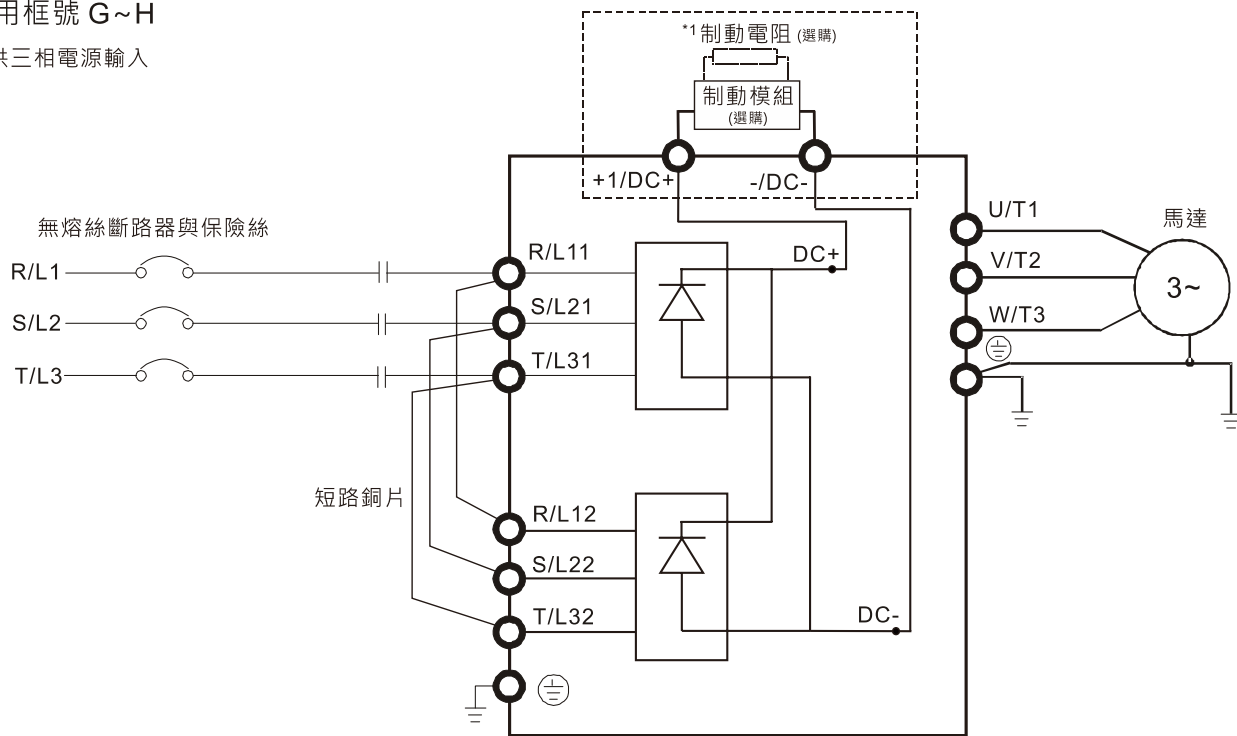 用框號 G~H
供三相電源輸入
*1 制動電阻 (選購)
制動模組
(選購)
+1/DC+
-/DC-
無熔絲斷路器與保險絲
R/L1
S/L2
T/L3
R/L11
S/L21
T/L31
DC+
U/T1
V/T2
W/T3
馬達
3~
短路銅片
R/L12
S/L22
T/L32
DC-